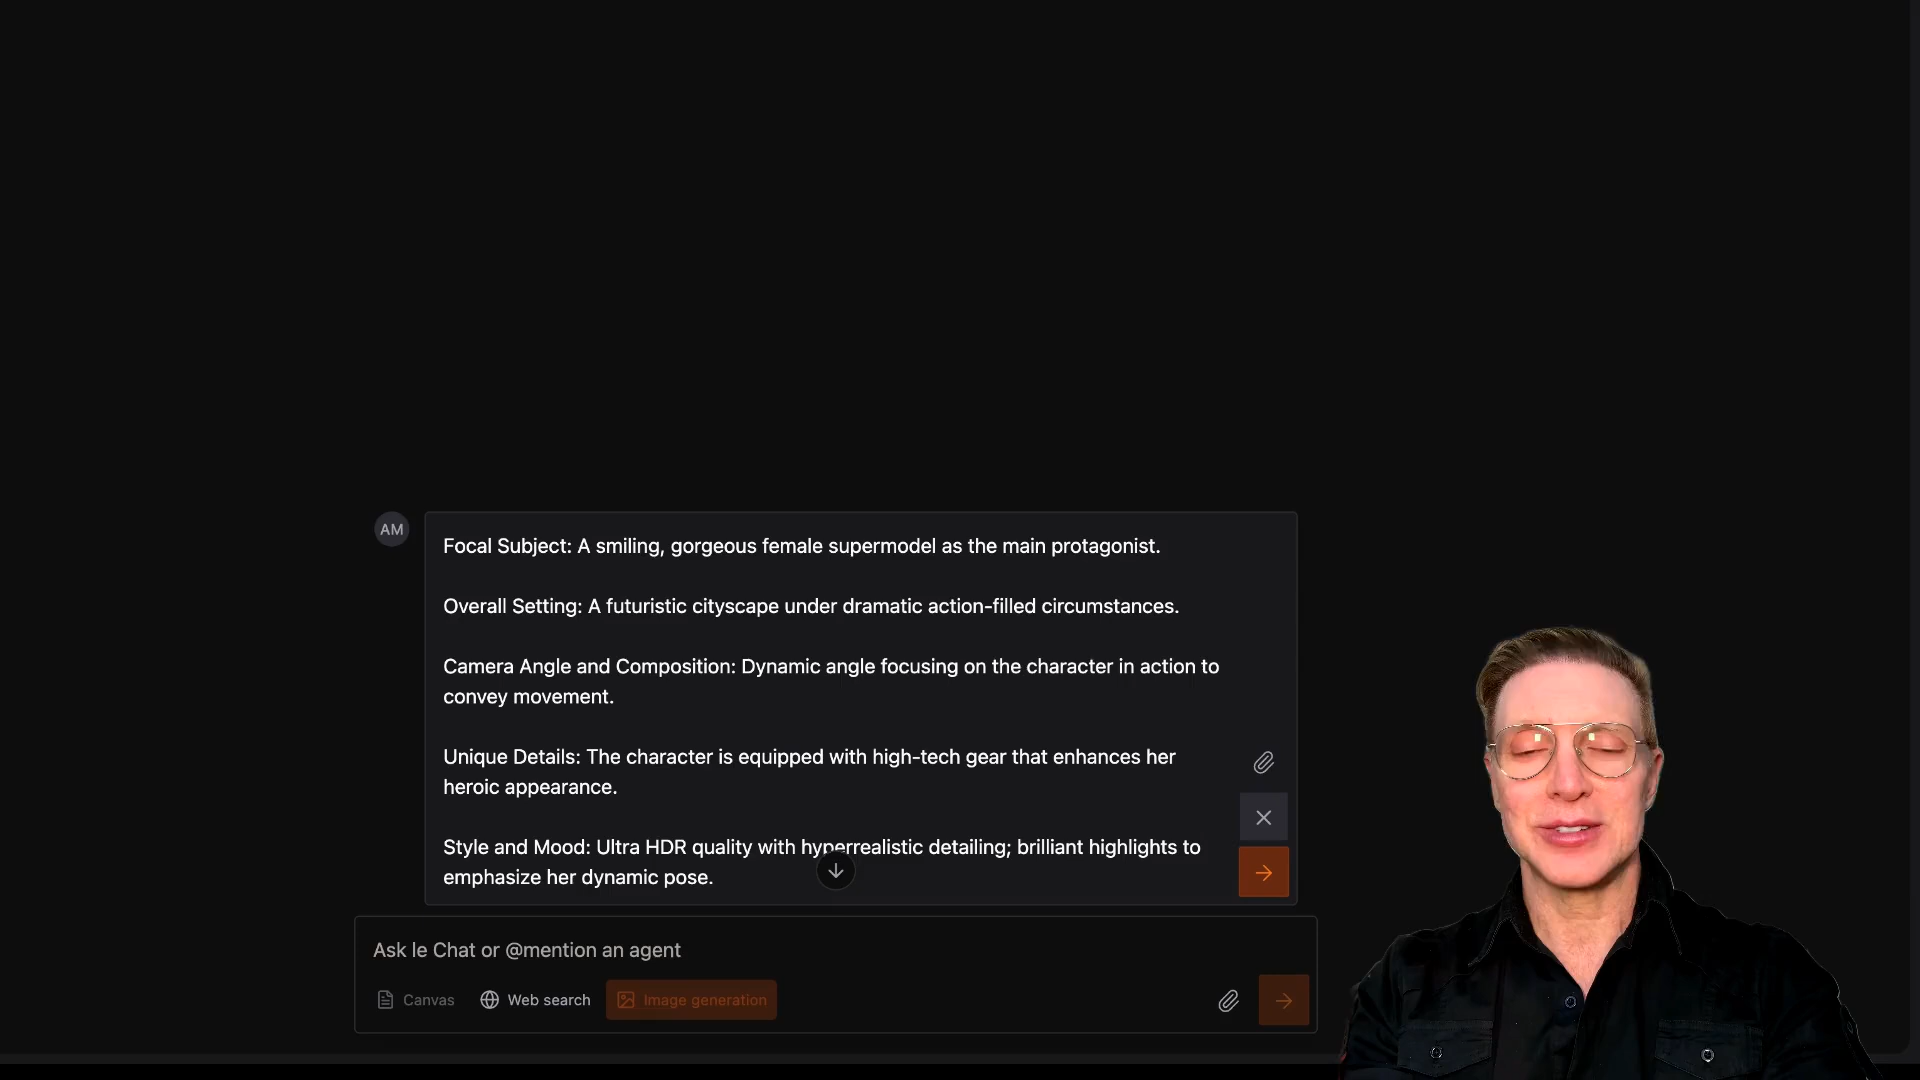 AM
Focal Subject: A smiling, gorgeous female supermodel as the main protagonist.
Overall Setting: A futuristic cityscape under dramatic action-filled circumstances.
Camera Angle and Composition: Dynamic angle focusing on the character in action to
convey movement.
Unique Details: The character is equipped with high-tech gear that enhances her
heroic appearance.
Style and Mood: Ultra HDR quality with hyperrealistic detailing; brilliant highlights to
emphasize her dynamic pose.
Ask le Chat or @mention an agent
Canvas Web search Image generation